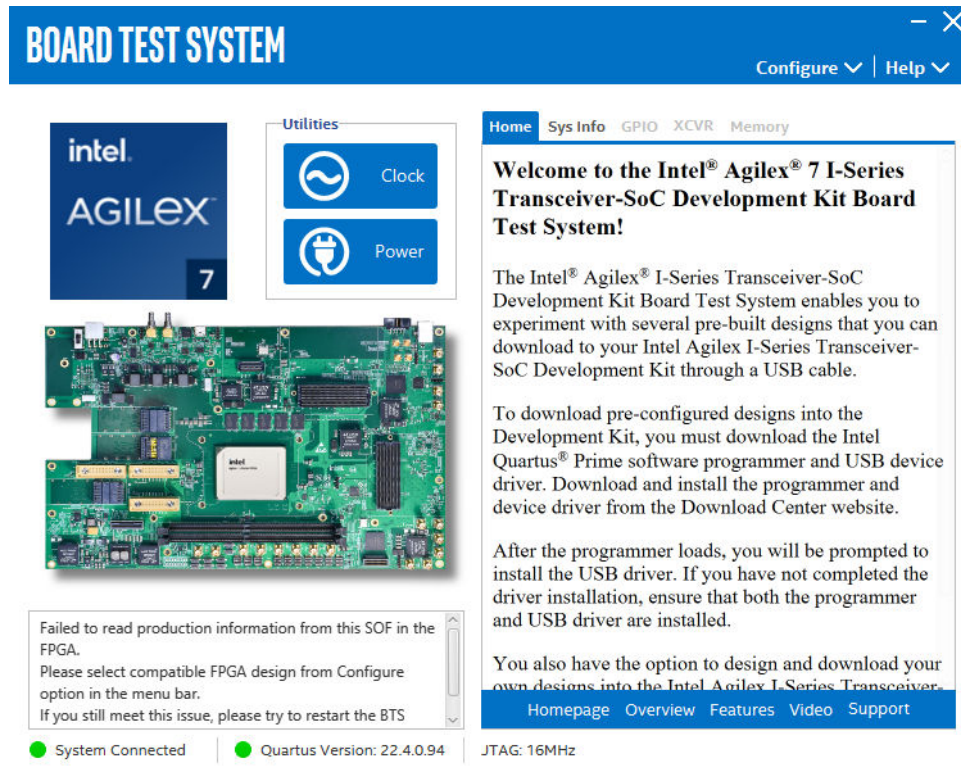 BOARD TEST SYSTEM
Configure
Help
intel.
AGILEX™
7
Utilities
Clock
Power
Home Sys Info GPIO XCVR Memory
Welcome to the Intel® Agilex® 7 I-Series
Transceiver-SoC Development Kit Board
Test System!
The Intel® Agilex® I-Series Transceiver-SoC
Development Kit Board Test System enables you to
experiment with several pre-built designs that you can
download to your Intel Agilex I-Series Transceiver-
SoC Development Kit through a USB cable.
To download pre-configured designs into the
Development Kit, you must download the Intel
Quartus® Prime software programmer and USB device
driver. Download and install the programmer and
device driver from the Download Center website.
After the programmer loads, you will be prompted to
install the USB driver. If you have not completed the
driver installation, ensure that both the programmer
and USB driver are installed.
You also have the option to design and download your
own designs into the Intel Agilex I-Series Transceiver-
Homepage Overview Features Video Support
intel
Failed to read production information from this SOF in the
FPGA.
Please select compatible FPGA design from Configure
option in the menu bar.
If you still meet this issue, please try to restart the BTS
System Connected
Quartus Version: 22.4.0.94
JTAG: 16MHz